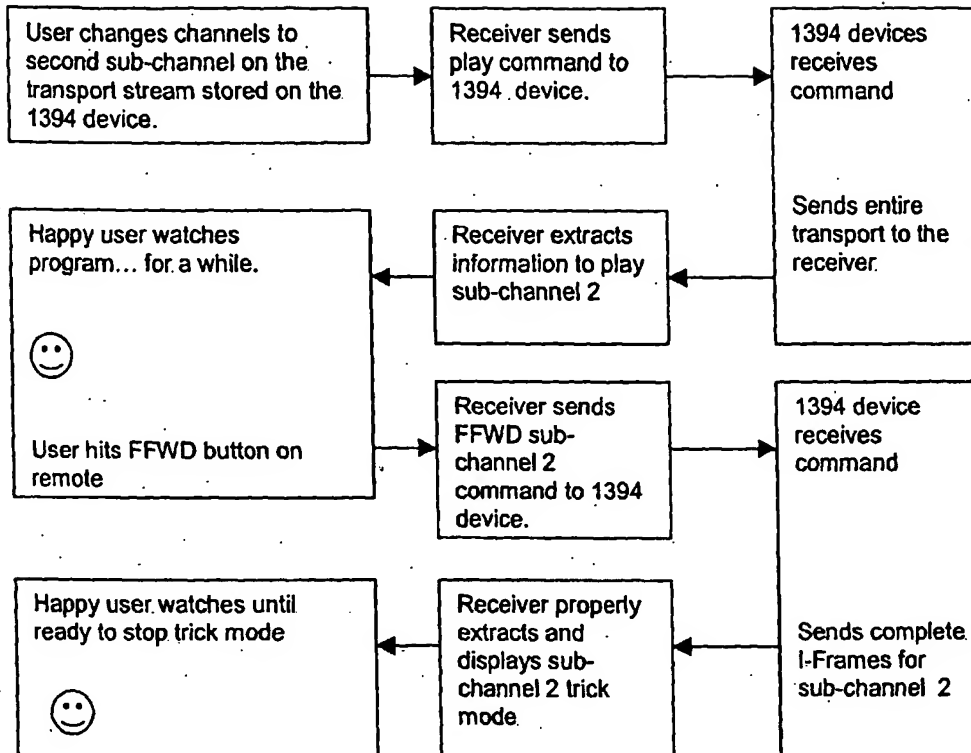 User changes channels to
second sub-channel on the
transport stream stored on the
1394 device.
Receiver sends
play command to
1394 device.
1394 devices
receives
command
Sends entire
transport to the
receiver.
Receiver extracts
information to play
sub-channel 2
Happy user watches
program... for a while.
User hits FFWD button on
remote
Receiver sends
FFWD sub-
channel 2
command to 1394
device.
1394 device
receives
command
Sends complete
I-Frames for
sub-channel 2
Receiver properly
extracts and
displays sub-
channel 2 trick
mode
Happy user watches until
ready to stop trick mode